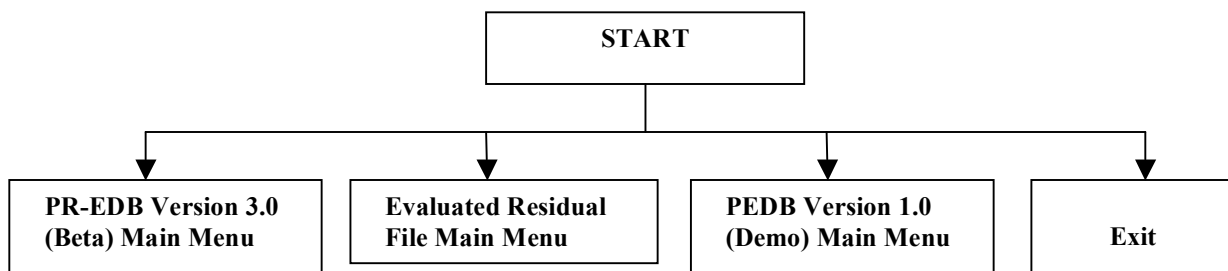 START
PR-EDB Version 3.0
(Beta) Main Menu
Evaluated Residual
File Main Menu
PEDB Version 1.0
(Demo) Main Menu
Exit